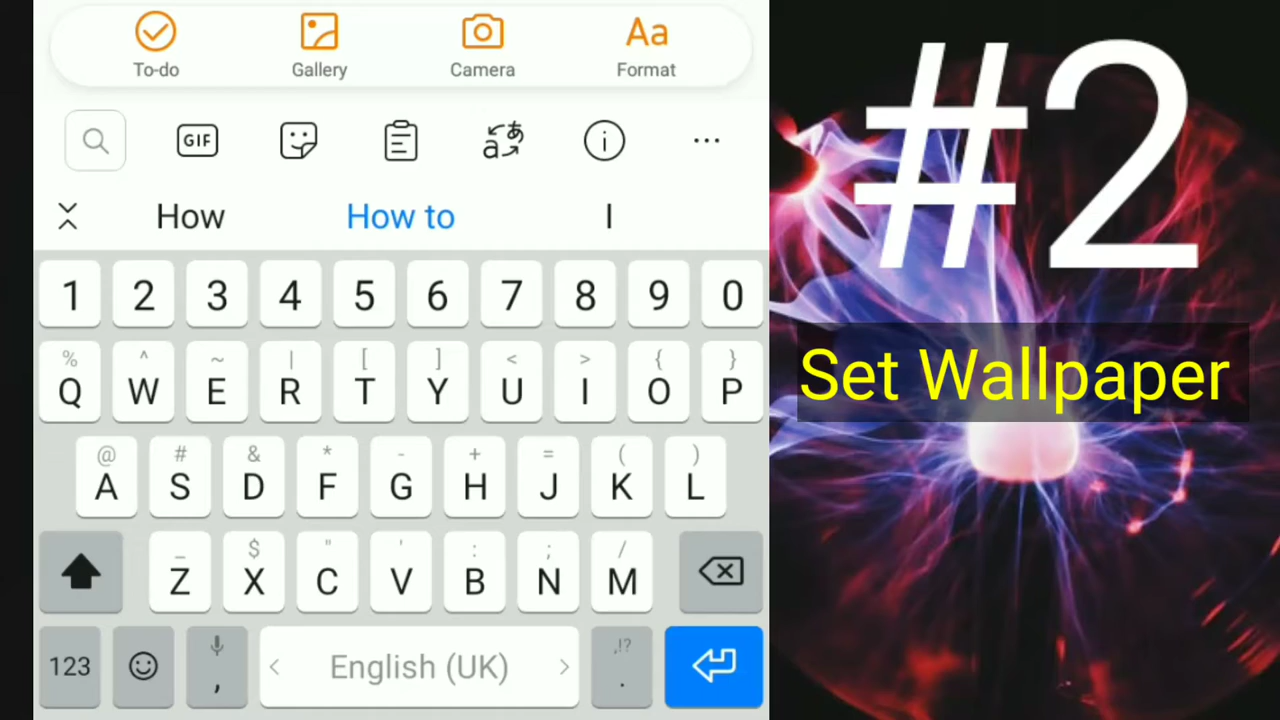 To-do Gallery Camera Format
GIF あ a
How How to I
1 2 3 4 5 6 7 8 9 0
% ^ ~ | [ ] < > { }
Q W E R T Y U I O P
@ # & * - + = ( )
A S D F G H J K L
_ $ " ' : ; /
Z X C V B N M
,!?
123 , English (UK) .
#2
Set Wallpaper